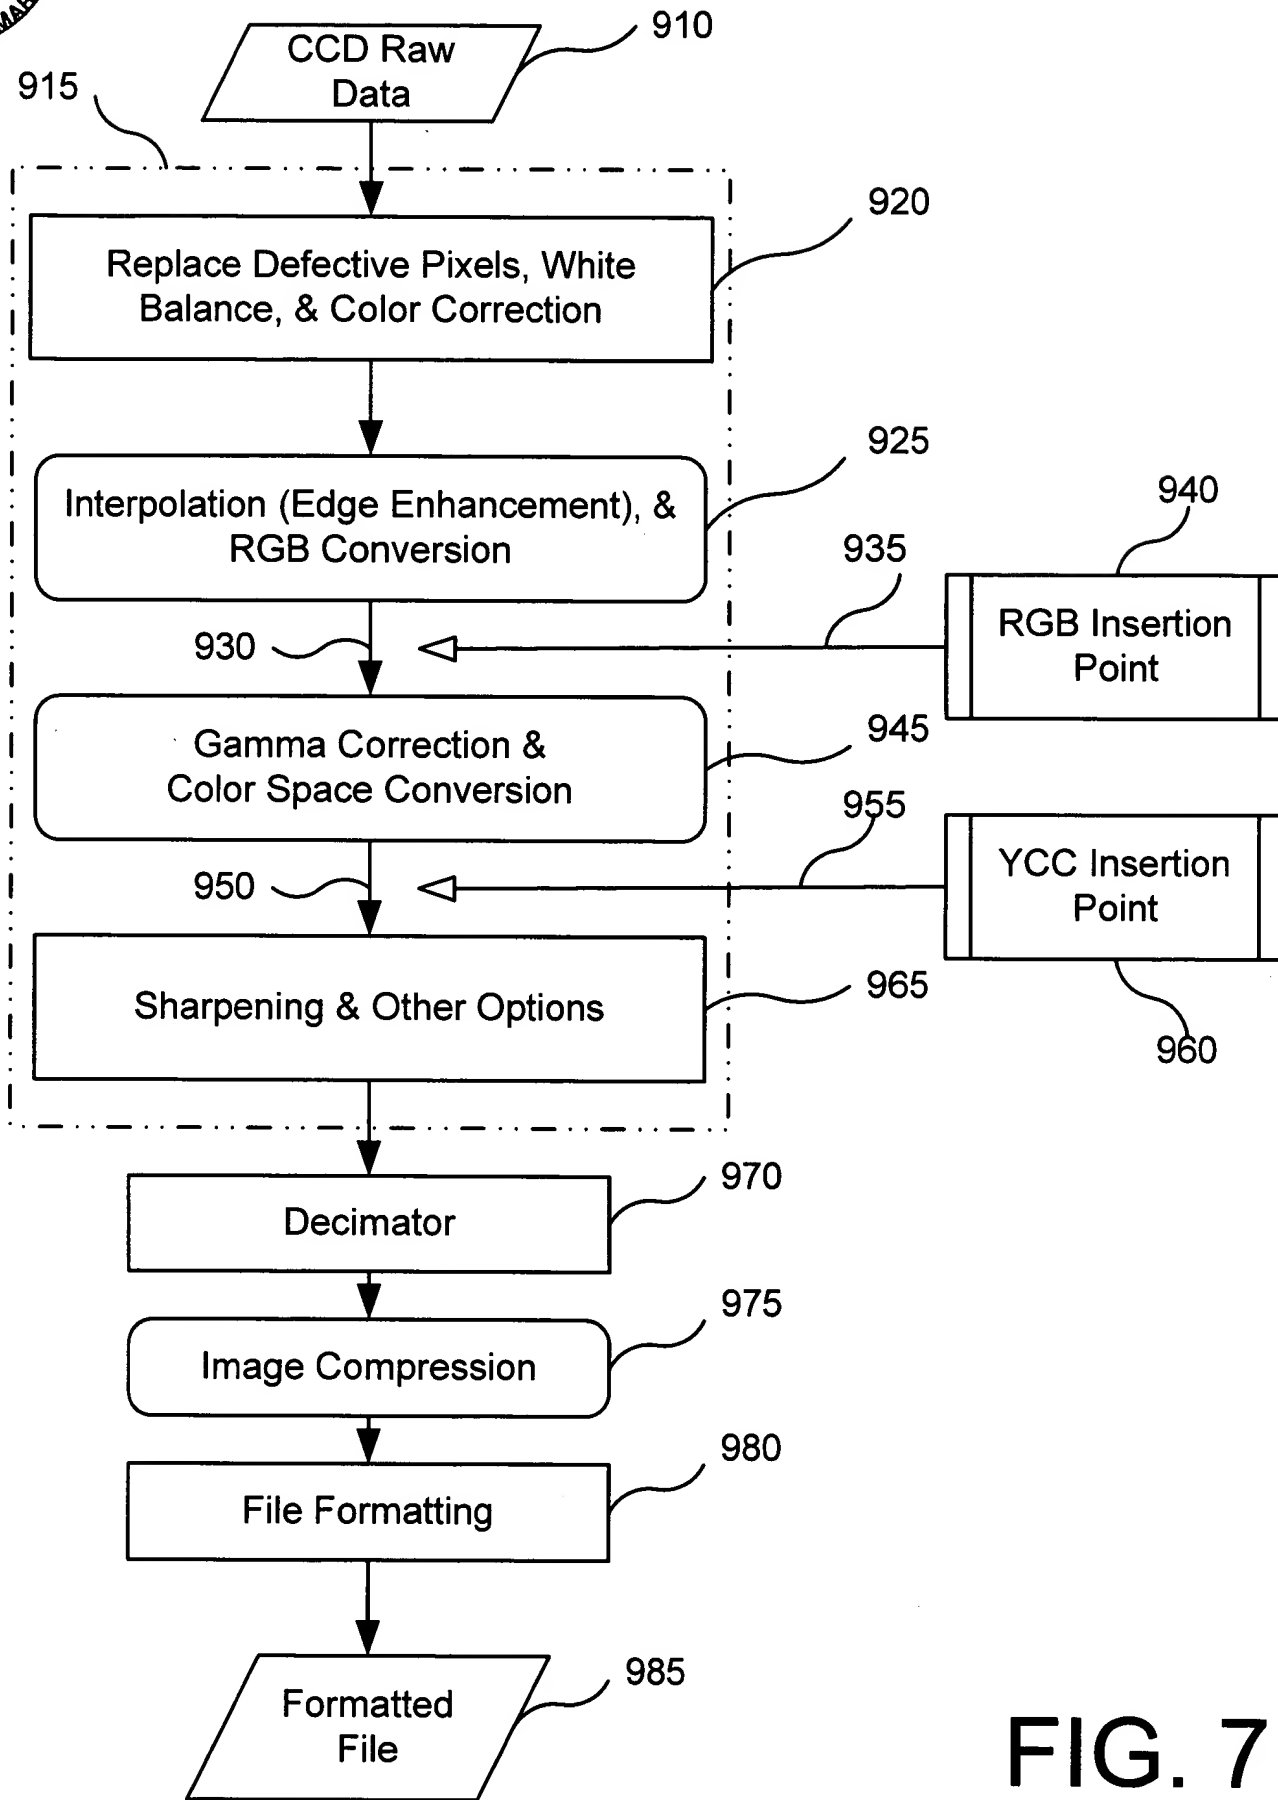 910
CCD Raw
Data
915
920
Replace Defective Pixels, White
Balance, & Color Correction
925
Interpolation (Edge Enhancement), &
RGB Conversion
940
935
RGB Insertion
Point
930
945
Gamma Correction &
Color Space Conversion
955
YCC Insertion
Point
950
965
Sharpening & Other Options
960
970
Decimator
975
Image Compression
980
File Formatting
985
Formatted
File
FIG. 7